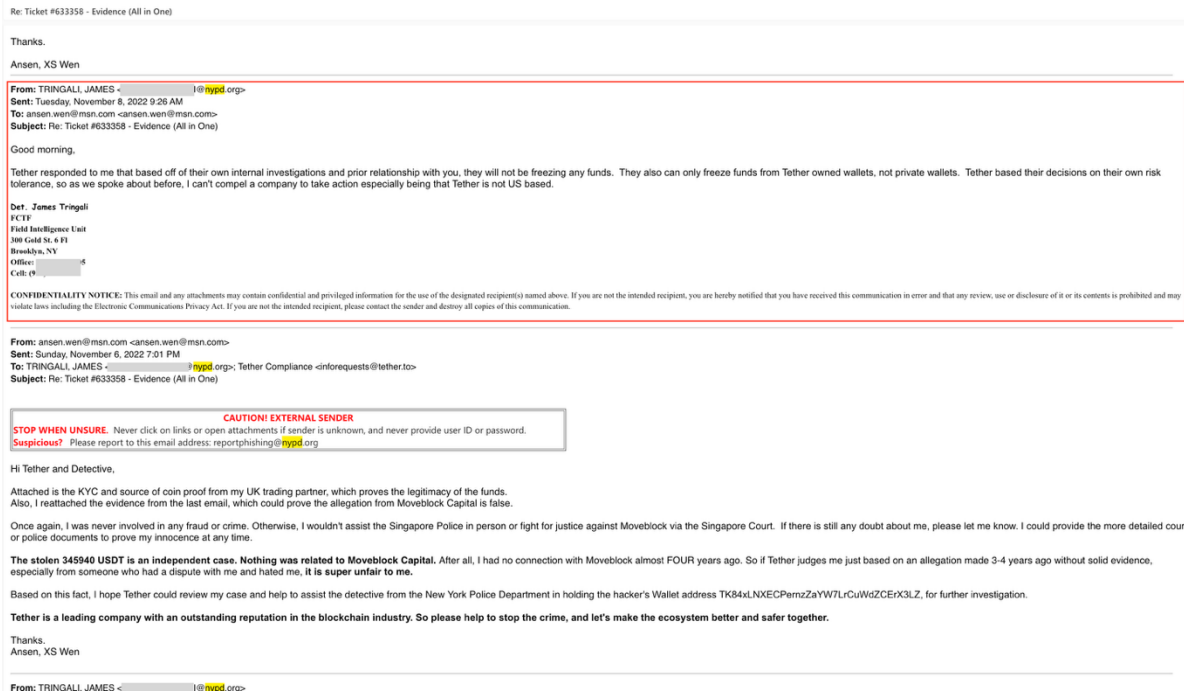 Re: Ticket #633358 - Evidence (All in One)
Thanks.
Ansen, XS Wen
From: TRINGALI, JAMES < l@nypd.org>
Sent: Tuesday, November 8, 2022 9:26 AM
To: ansen.wen@msn.com <ansen.wen@msn.com>
Subject: Re: Ticket #633358 - Evidence (All in One)
Good morning,
Tether responded to me that based off of their own internal investigations and prior relationship with you, they will not be freezing any funds.  They also can only freeze funds from Tether owned wallets, not private wallets.  Tether based their decisions on their own risk
tolerance, so as we spoke about before, I can't compel a company to take action especially being that Tether is not US based.
Det. James Tringali
FCTF
Field Intelligence Unit
300 Gold St. 6 Fl
Brooklyn, NY
Office: 5
Cell: (9
CONFIDENTIALITY NOTICE: This email and any attachments may contain confidential and privileged information for the use of the designated recipient(s) named above. If you are not the intended recipient, you are hereby notified that you have received this communication in error and that any review, use or disclosure of it or its contents is prohibited and may
violate laws including the Electronic Communications Privacy Act. If you are not the intended recipient, please contact the sender and destroy all copies of this communication.
From: ansen.wen@msn.com <ansen.wen@msn.com>
Sent: Sunday, November 6, 2022 7:01 PM
To: TRINGALI, JAMES < @nypd.org>; Tether Compliance <inforequests@tether.to>
Subject: Re: Ticket #633358 - Evidence (All in One)
CAUTION! EXTERNAL SENDER
STOP WHEN UNSURE.  Never click on links or open attachments if sender is unknown, and never provide user ID or password.
Suspicious?  Please report to this email address: reportphishing@nypd.org
Hi Tether and Detective,
Attached is the KYC and source of coin proof from my UK trading partner, which proves the legitimacy of the funds.
Also, I reattached the evidence from the last email, which could prove the allegation from Moveblock Capital is false.
Once again, I was never involved in any fraud or crime. Otherwise, I wouldn't assist the Singapore Police in person or fight for justice against Moveblock via the Singapore Court.  If there is still any doubt about me, please let me know. I could provide the more detailed cour
or police documents to prove my innocence at any time.
The stolen 345940 USDT is an independent case. Nothing was related to Moveblock Capital. After all, I had no connection with Moveblock almost FOUR years ago. So if Tether judges me just based on an allegation made 3-4 years ago without solid evidence,
especially from someone who had a dispute with me and hated me, it is super unfair to me.
Based on this fact, I hope Tether could review my case and help to assist the detective from the New York Police Department in holding the hacker's Wallet address TK84xLNXECPernzZaYW7LrCuWdZCErX3LZ, for further investigation.
Tether is a leading company with an outstanding reputation in the blockchain industry. So please help to stop the crime, and let's make the ecosystem better and safer together.
Thanks.
Ansen, XS Wen
From: TRINGALI, JAMES < l@nypd.org>